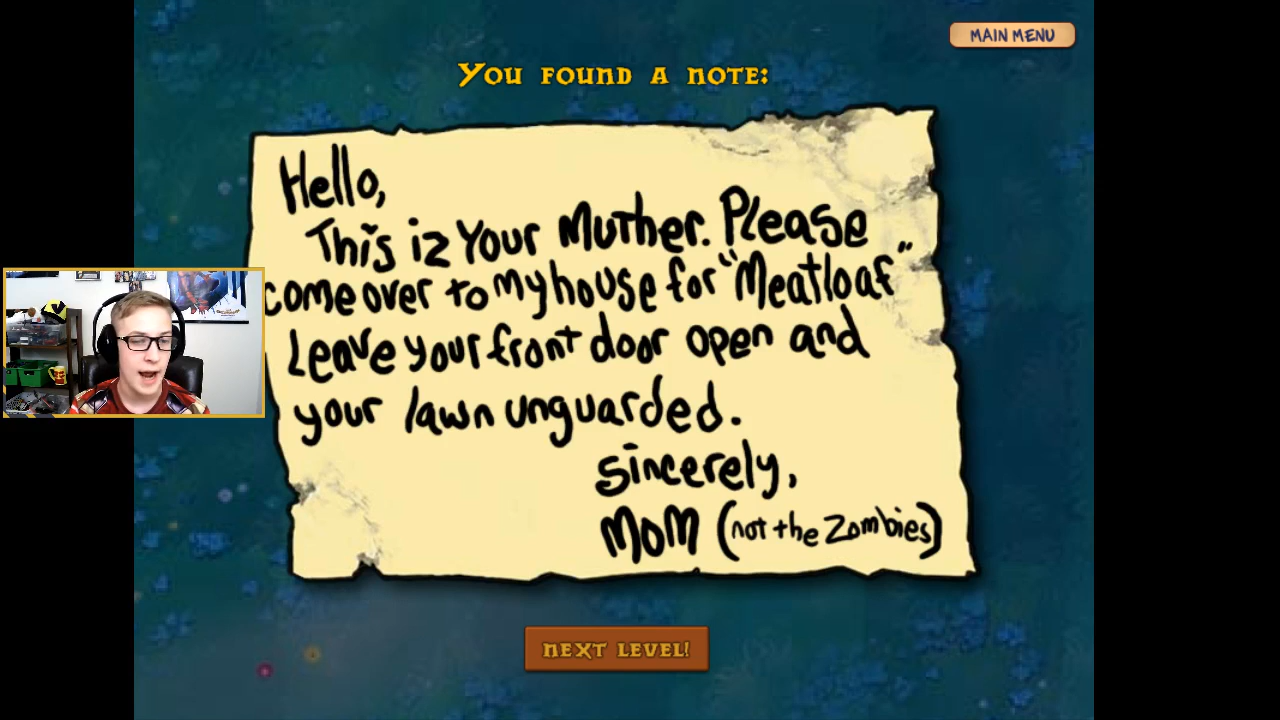 MAIN MENU
YOU FOUND A NOTE:
Hello,
This iz Your Muther. Please
come over to my house for "Meatloaf"
Leave your front door open and
your lawn unguarded.
Sincerely,
MOM (not the Zombies)
NEXT LEVEL!